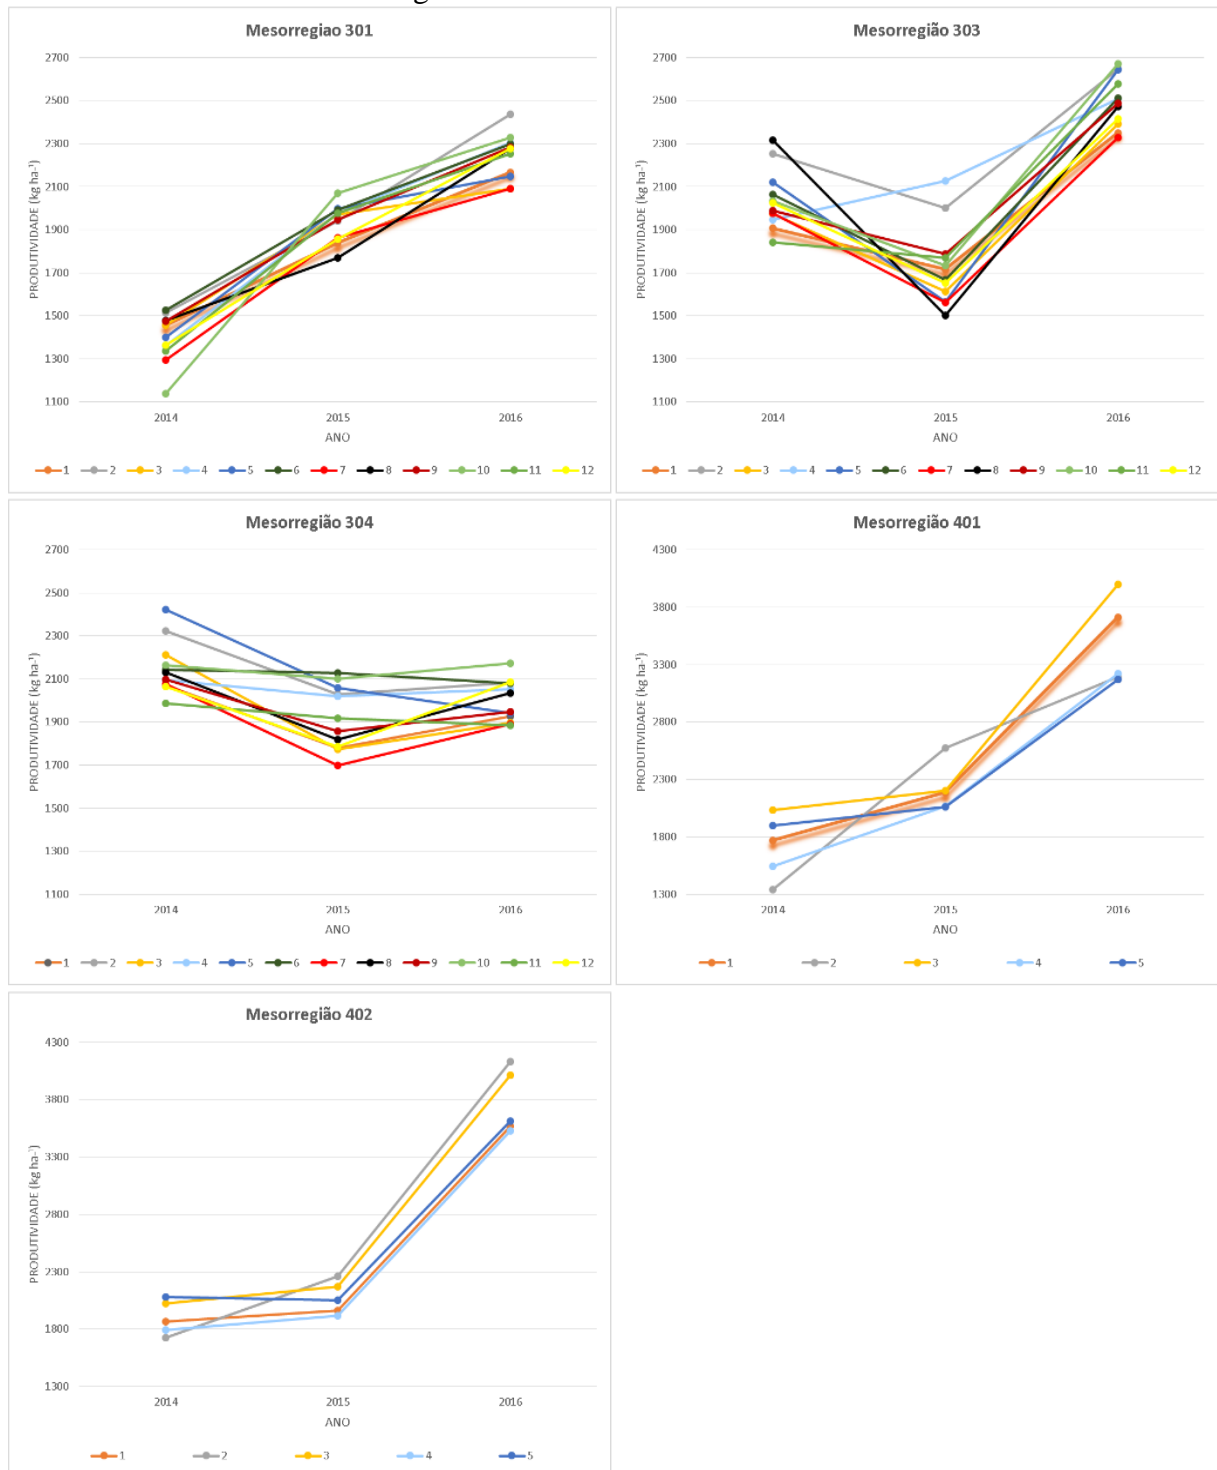 Mesorregiao 301
2700
2500
2300
2100
1900
1700
1500
1300
1100
PRODUTIVIDADE (kg ha-¹)
2014 2015 2016
ANO
1 2 3 4 5 6 7 8 9 10 11 12
Mesorregião 303
2700
2500
2300
2100
1900
1700
1500
1300
1100
PRODUTIVIDADE (kg ha-¹)
2014 2015 2016
ANO
1 2 3 4 5 6 7 8 9 10 11 12
Mesorregião 304
2700
2500
2300
2100
1900
1700
1500
1300
1100
PRODUTIVIDADE (kg ha-¹)
2014 2015 2016
ANO
1 2 3 4 5 6 7 8 9 10 11 12
Mesorregião 401
4300
3800
3300
2800
2300
1800
1300
PRODUTIVIDADE (kg ha-¹)
2014 2015 2016
ANO
1 2 3 4 5
Mesorregião 402
4300
3800
3300
2800
2300
1800
1300
PRODUTIVIDADE (kg ha-¹)
2014 2015 2016
ANO
1 2 3 4 5